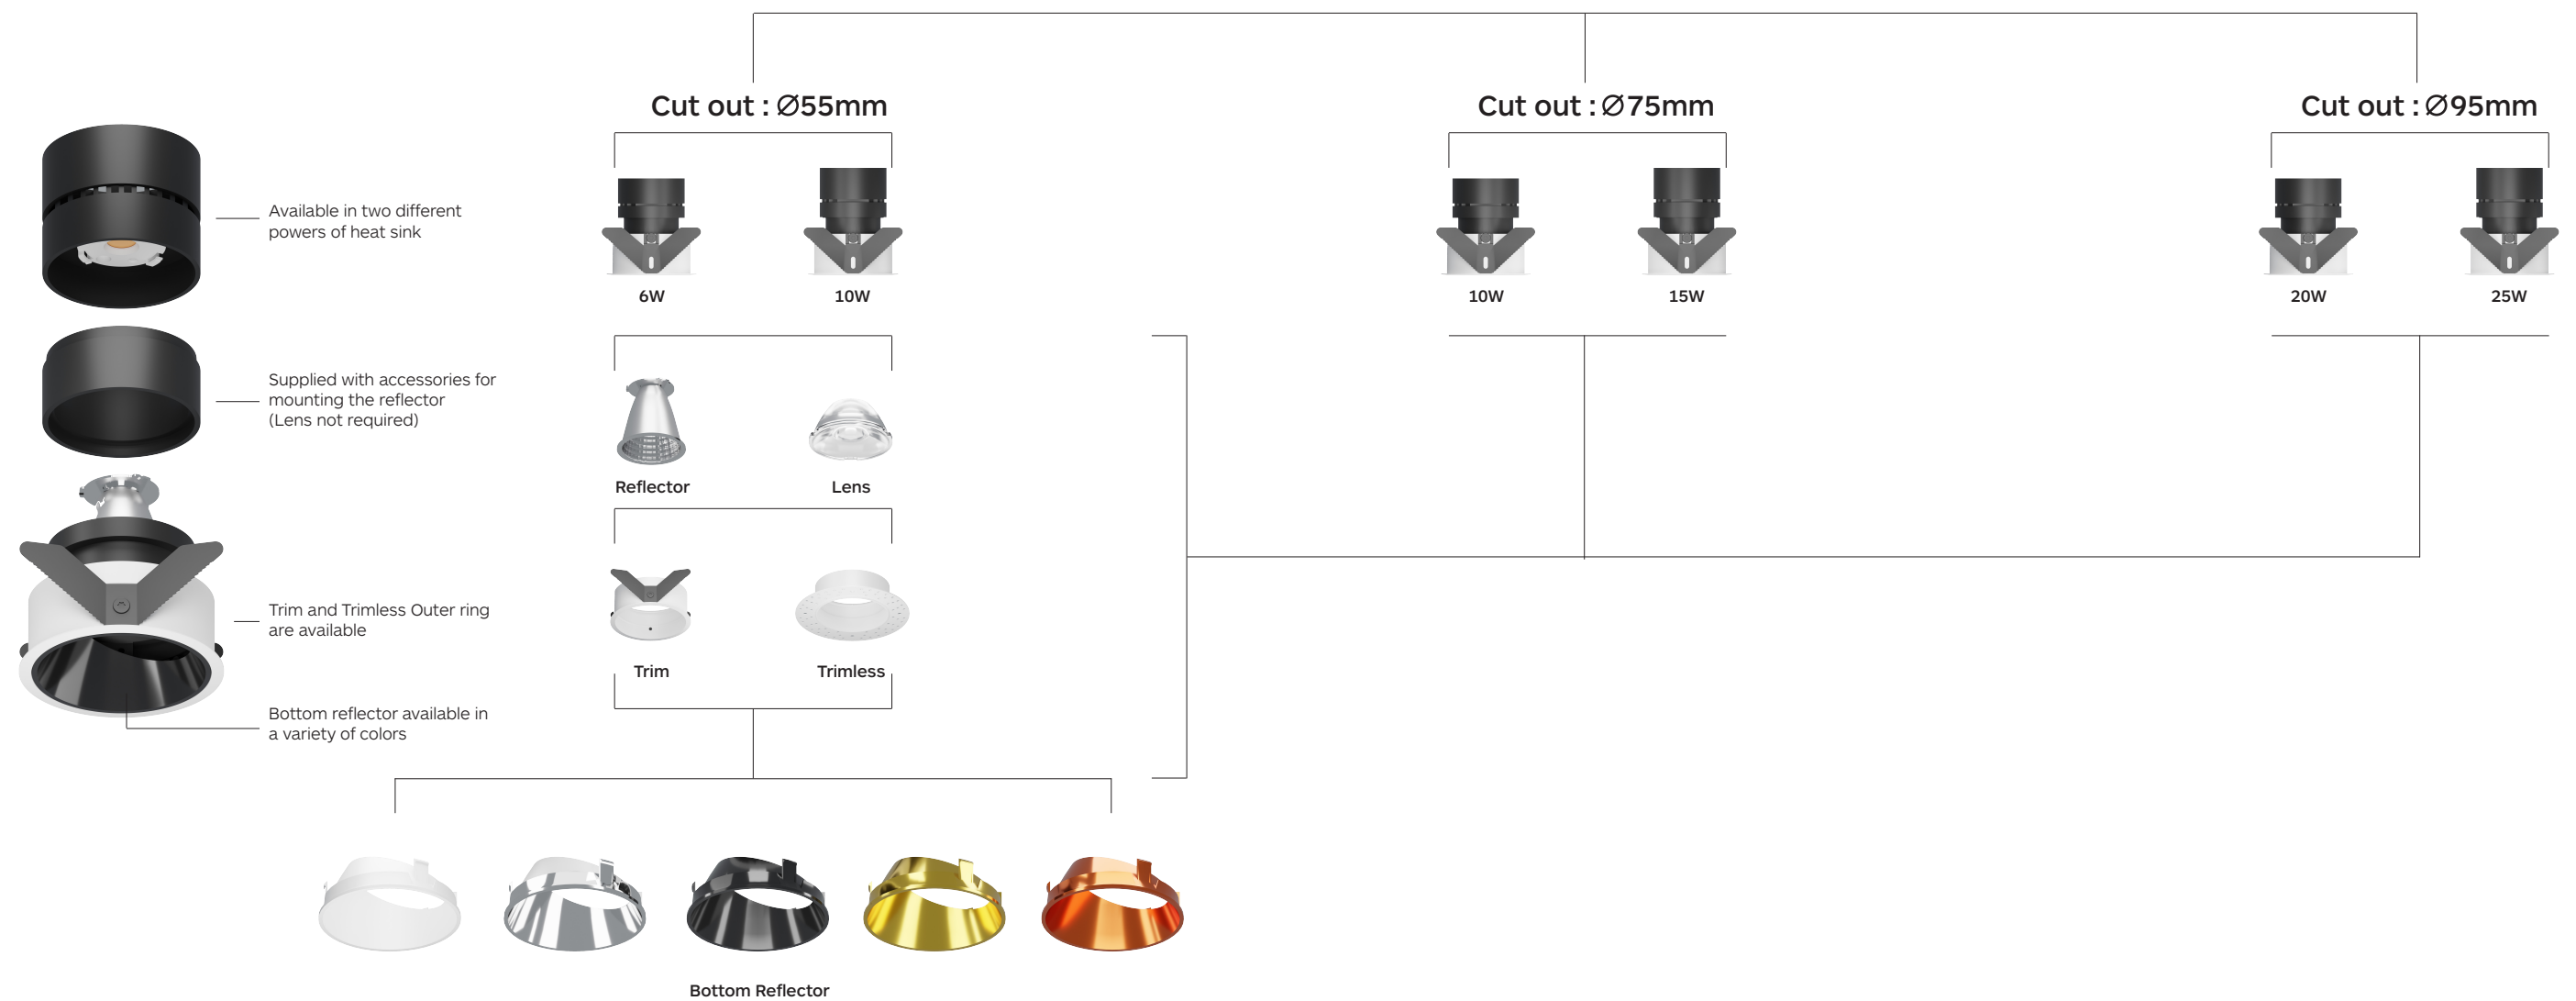 Cut out : Ø55mm
Cut out : Ø75mm
Cut out : Ø95mm
Available in two different
powers of heat sink
6W
10W
10W
15W
20W
25W
Supplied with accessories for
mounting the reflector
(Lens not required)
Reflector
Lens
Trim and Trimless Outer ring
are available
Trim
Trimless
Bottom reflector available in
a variety of colors
Bottom Reflector